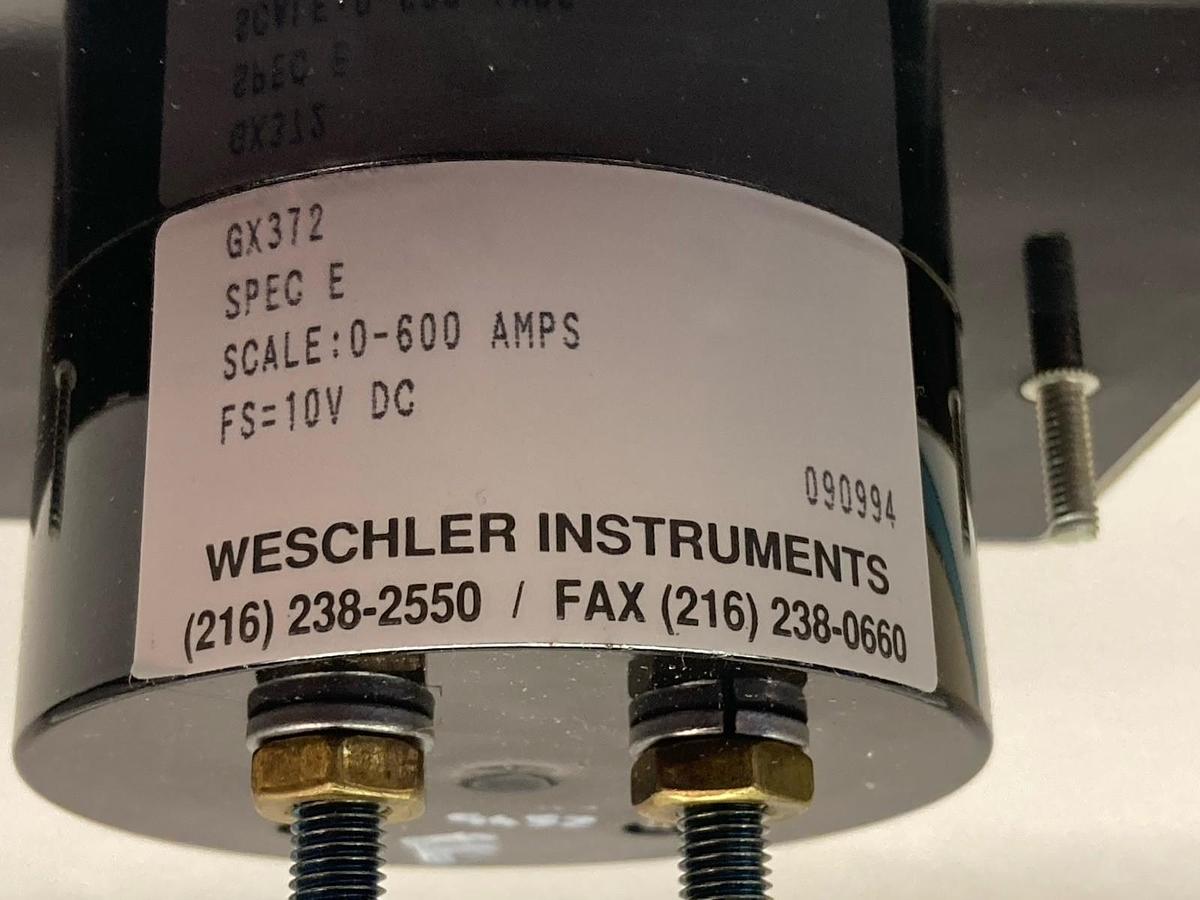 GX372
SPEC E
SCALE:0-600 AMPS
FS=10V DC
090994
WESCHLER INSTRUMENTS
(216) 238-2550 / FAX (216) 238-0660